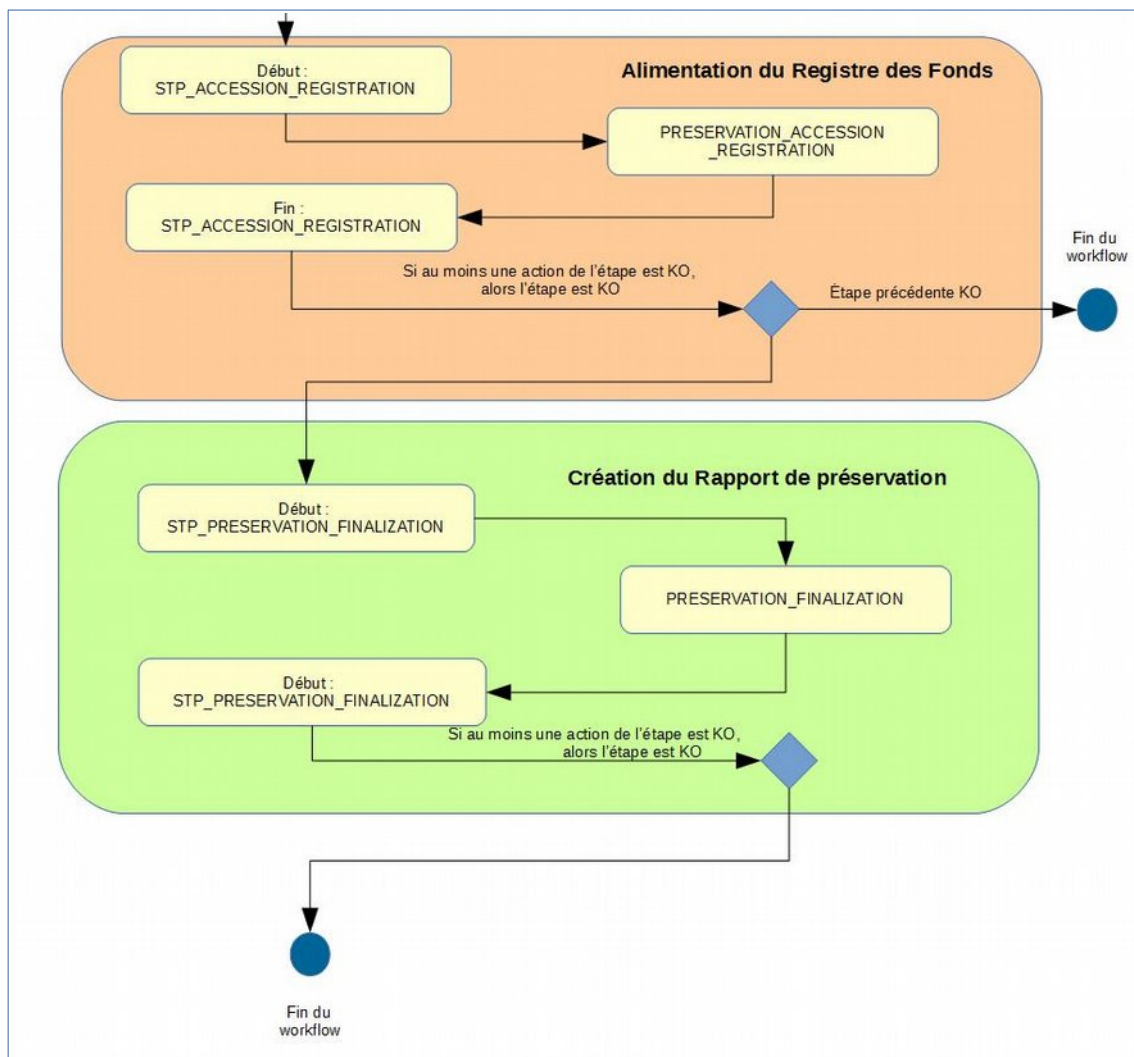 Alimentation du Registre des Fonds
Début :
STP_ACCESSION_REGISTRATION
PRESERVATION_ACCESSION
_REGISTRATION
Fin :
STP_ACCESSION_REGISTRATION
Si au moins une action de l'étape est KO,
alors l'étape est KO
Étape précédente KO
Fin du
workflow
Création du Rapport de préservation
Début :
STP_PRESERVATION_FINALIZATION
PRESERVATION_FINALIZATION
Début :
STP_PRESERVATION_FINALIZATION
Si au moins une action de l'étape est KO,
alors l'étape est KO
Fin du
workflow